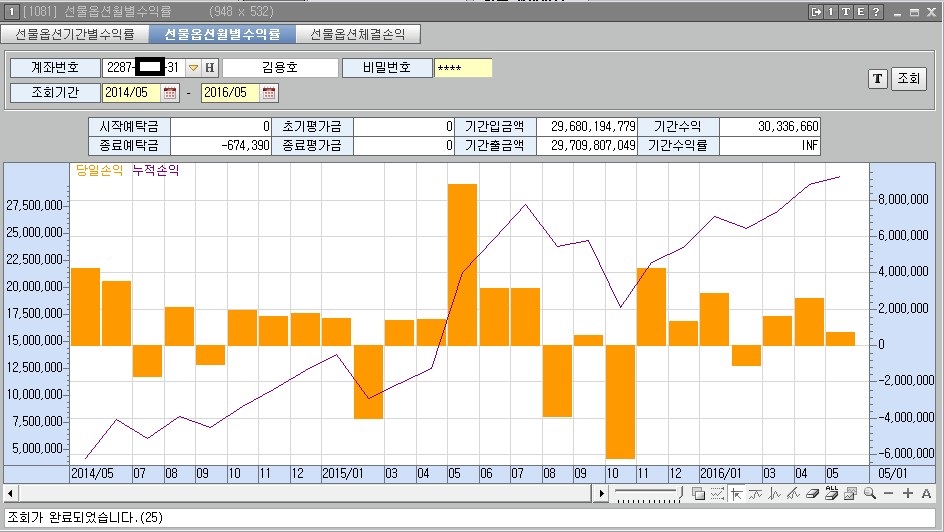 1 [1081] 선물옵션월별수익률 (948 x 532) 1 T E ?
선물옵션기간별수익률 선물옵션월별수익률 선물옵션체결손익
계좌번호 2287- -31 H 김용호 비밀번호 ****
조회기간 2014/05 - 2016/05 T 조회
시작예탁금 0 초기평가금 0 기간입금액 29,680,194,779 기간수익 30,336,660
종료예탁금 -674,390 종료평가금 0 기간출금액 29,709,807,049 기간수익률 INF
당일손익 누적손익
27,500,000 8,000,000
25,000,000 6,000,000
22,500,000 4,000,000
20,000,000
17,500,000 2,000,000
15,000,000 0
12,500,000 -2,000,000
10,000,000 -4,000,000
7,500,000
5,000,000 -6,000,000
2014/05 07 08 09 10 11 12 2015/01 03 04 05 06 07 08 09 10 11 12 2016/01 03 04 05 05/01
ALL A
조회가 완료되었습니다.(25)